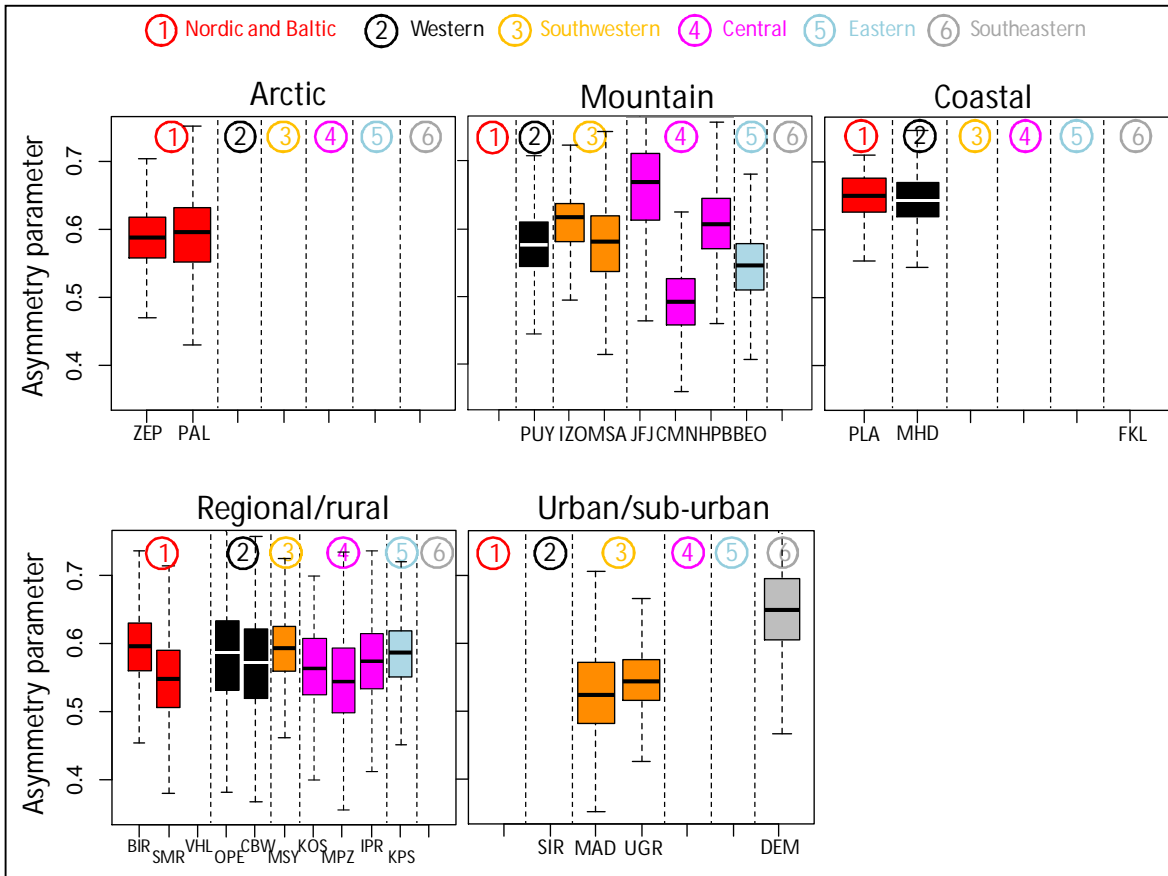 1 Nordic and Baltic 2 Western 3 Southwestern 4 Central 5 Eastern 6 Southeastern
Arctic Mountain Coastal
1 2 3 4 5 6 1 2 3 4 5 6 1 2 3 4 5 6
Asymmetry parameter
0.7
0.6
0.5
0.4
ZEP PAL PUY IZO MSA JFJ CMN HPB BEO PLA MHD FKL
Regional/rural Urban/sub-urban
1 2 3 4 5 6 1 2 3 4 5 6
Asymmetry parameter
0.7
0.6
0.5
0.4
BIR SMR VHL OPE CBW MSY KOS MPZ IPR KPS SIR MAD UGR DEM